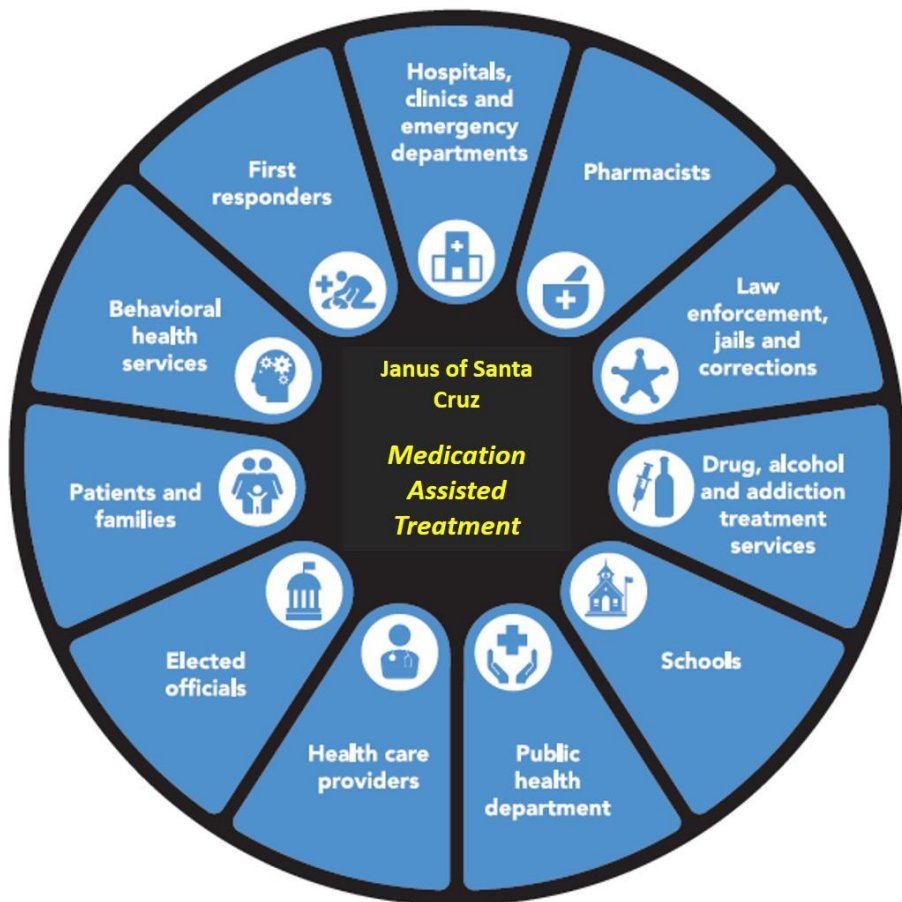 Hospitals,
clinics and
emergency
departments
Pharmacists
Law
enforcement,
jails and
corrections
Drug, alcohol
and addiction
treatment
services
Schools
Public
health
department
Health care
providers
Elected
officials
Patients and
families
Behavioral
health
services
First
responders
Janus of Santa
Cruz
Medication
Assisted
Treatment